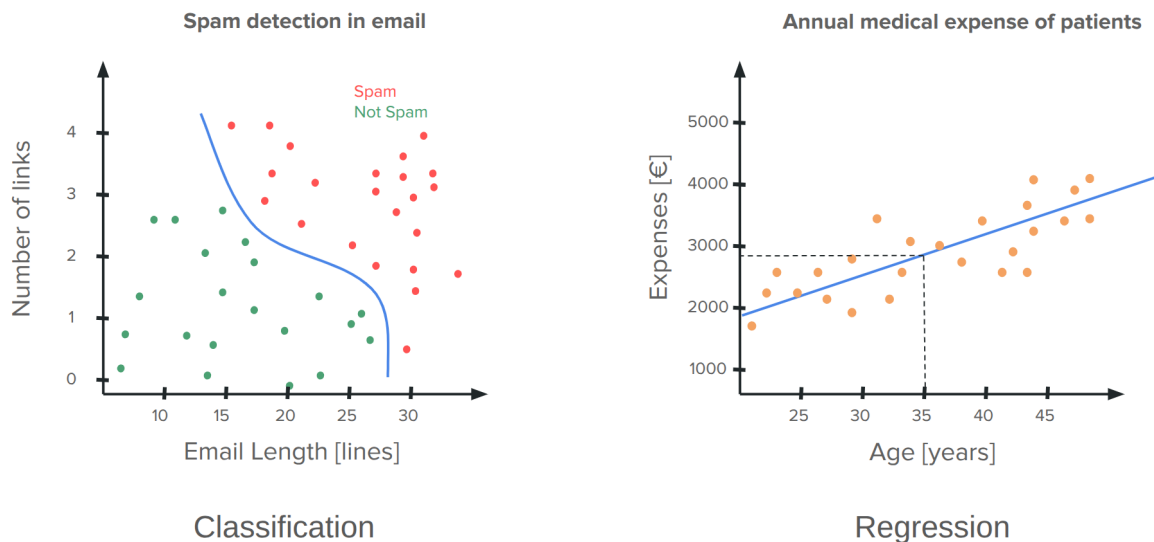 Spam detection in email
Spam
Not Spam
Number of links
4
3
2
1
0
10 15 20 25 30
Email Length [lines]
Classification
Annual medical expense of patients
Expenses [€]
5000
4000
3000
2000
1000
25 35 30 40 45
Age [years]
Regression